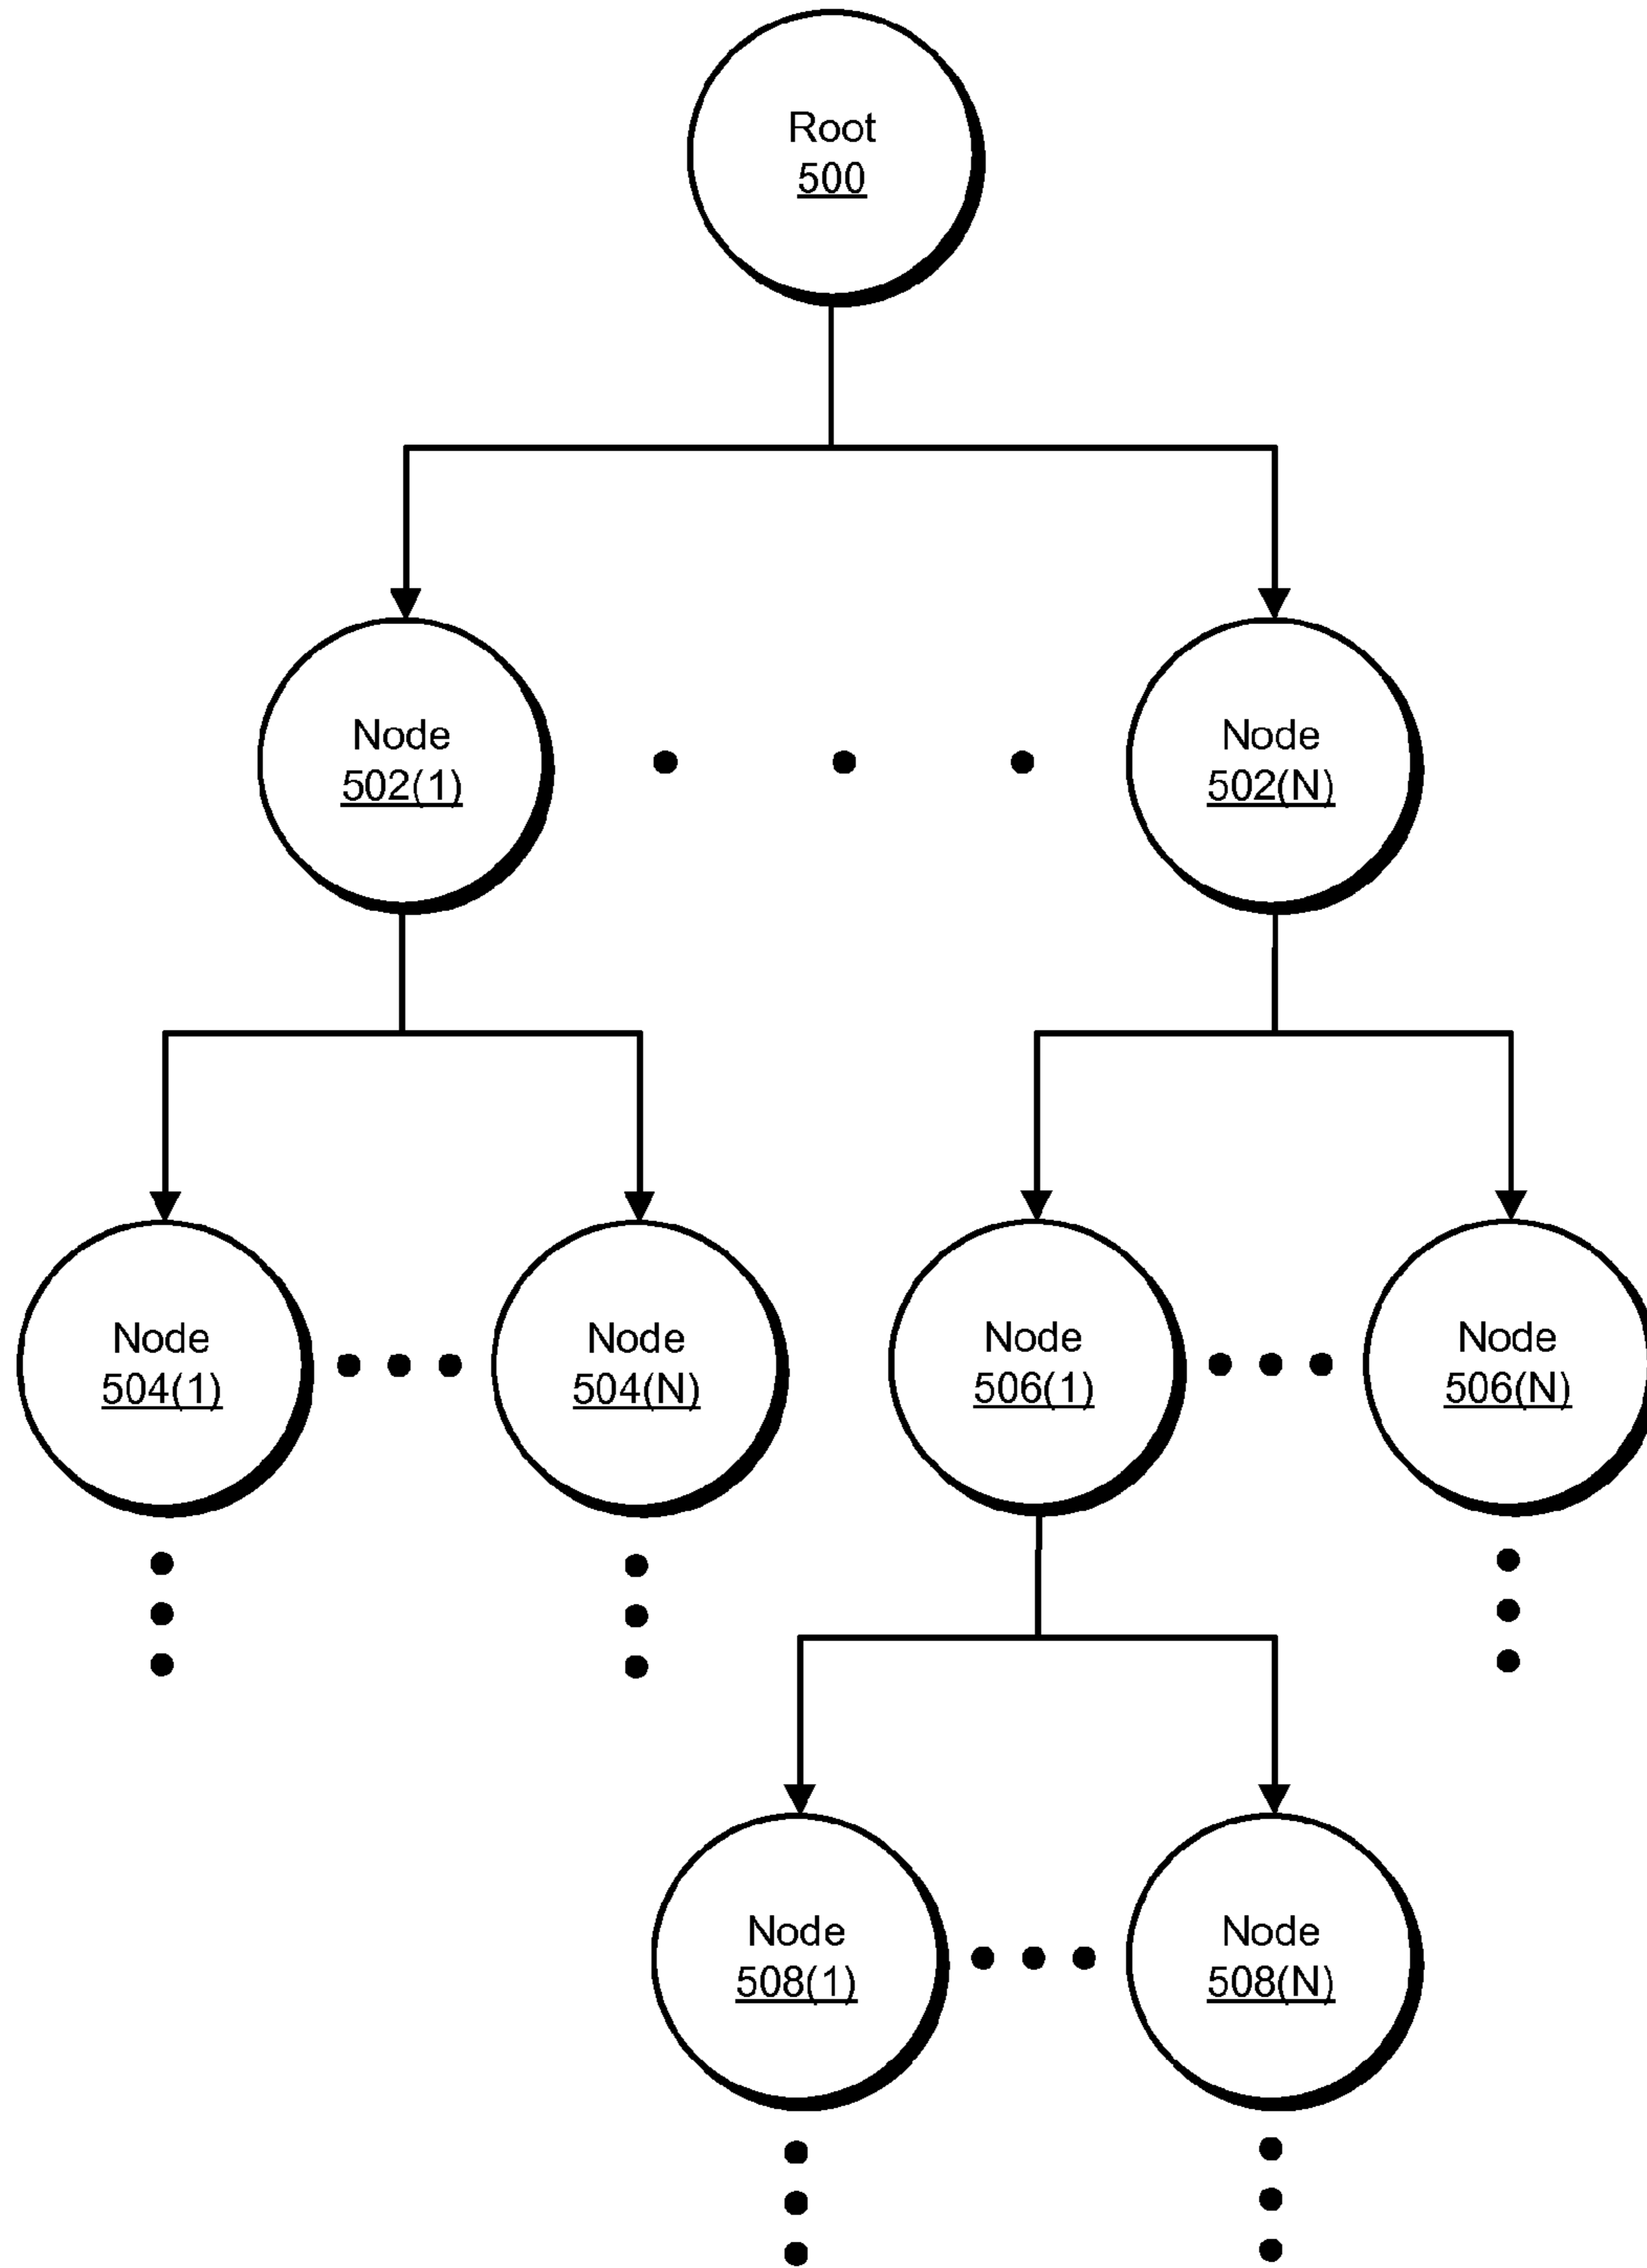 Root
500
Node
502(1)
Node
502(N)
Node
504(1)
Node
504(N)
Node
506(1)
Node
506(N)
Node
508(1)
Node
508(N)